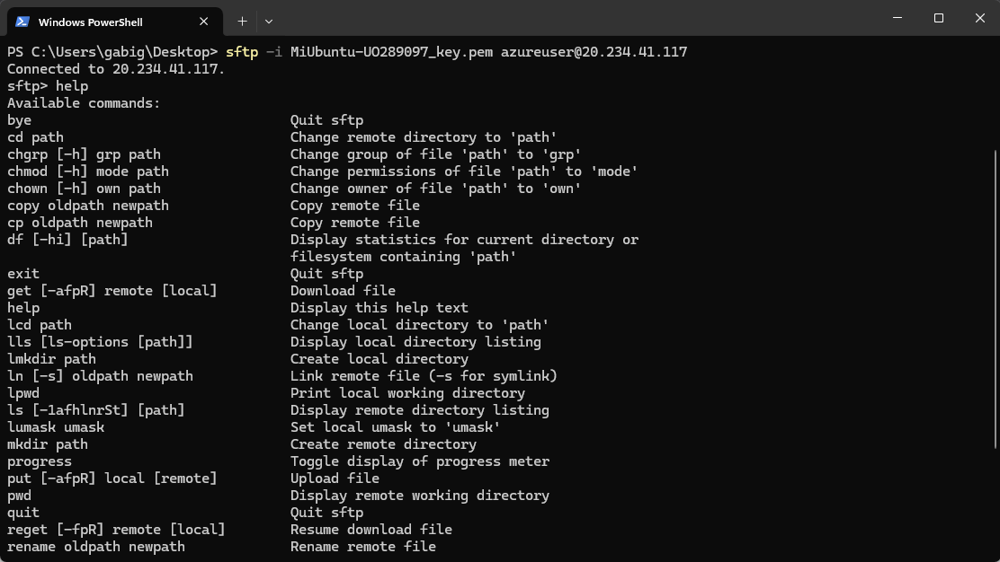 Windows PowerShell
PS C:\Users\gabig\Desktop> sftp -i MiUbuntu-UO289097_key.pem azureuser@20.234.41.117
Connected to 20.234.41.117.
sftp> help
Available commands:
bye                                Quit sftp
cd path                            Change remote directory to 'path'
chgrp [-h] grp path                Change group of file 'path' to 'grp'
chmod [-h] mode path               Change permissions of file 'path' to 'mode'
chown [-h] own path                Change owner of file 'path' to 'own'
copy oldpath newpath               Copy remote file
cp oldpath newpath                 Copy remote file
df [-hi] [path]                    Display statistics for current directory or
                                   filesystem containing 'path'
exit                               Quit sftp
get [-afpR] remote [local]         Download file
help                               Display this help text
lcd path                           Change local directory to 'path'
lls [ls-options [path]]            Display local directory listing
lmkdir path                        Create local directory
ln [-s] oldpath newpath            Link remote file (-s for symlink)
lpwd                               Print local working directory
ls [-1afhlnrSt] [path]             Display remote directory listing
lumask umask                       Set local umask to 'umask'
mkdir path                         Create remote directory
progress                           Toggle display of progress meter
put [-afpR] local [remote]         Upload file
pwd                                Display remote working directory
quit                               Quit sftp
reget [-fpR] remote [local]        Resume download file
rename oldpath newpath             Rename remote file